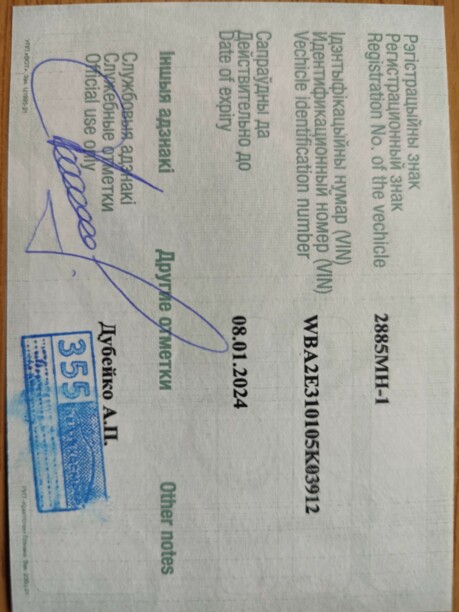 Рэгістрацыйны знак
Регистрационный знак
Registration No. of the vechicle
2885MH-1
Ідэнтыфікацыйны нумар (VIN)
Идентификационный номер (VIN)
Vechicle identification number
WBA2E310105K03912
Сапраўдны да
Действительно до
Date of expiry
08.01.2024
Іншыя адзнакі
Другие отметки
Other notes
Службовыя адзнакі
Служебные отметки
Official use only
Дубейко А.П.
355